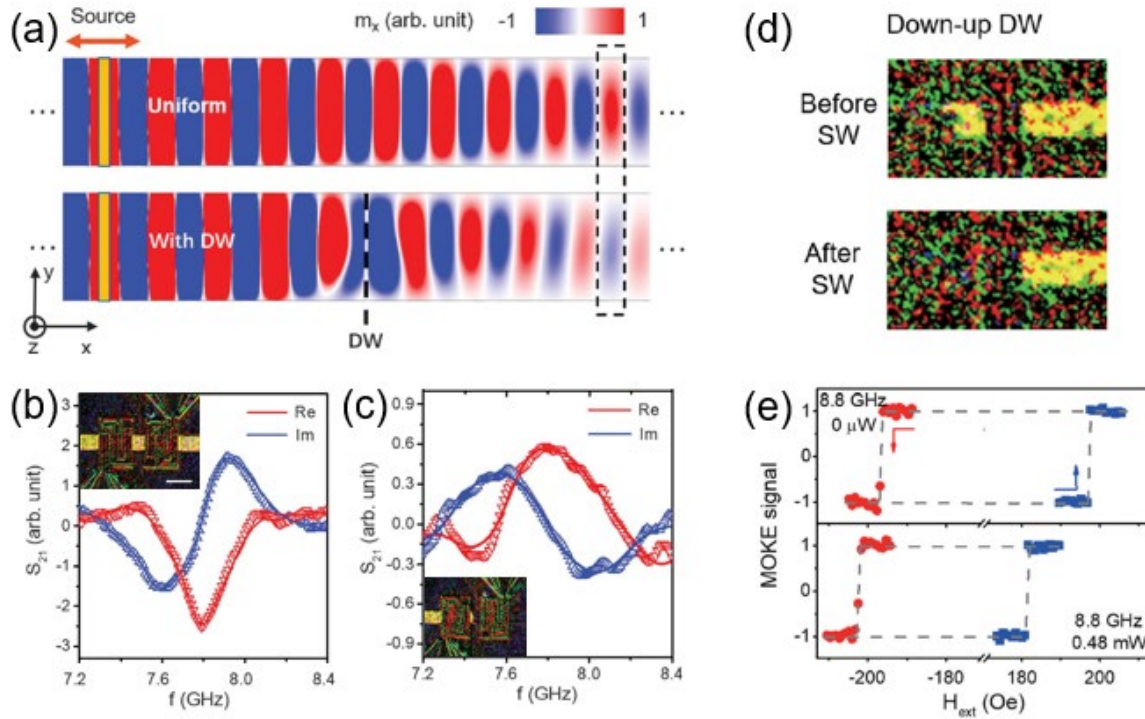 (a)
Source
m_x (arb. unit)
-1
1
Uniform
...
...
With DW
...
...
y
z
x
DW
(d)
Down-up DW
Before
SW
After
SW
(b)
3
2
0
-1
-2
-3
S_21 (arb. unit)
Re
Im
7.2
7.6
8.0
8.4
f (GHz)
(c)
0.9
0.6
0.3
0.0
-0.3
-0.6
-0.9
S_21 (arb. unit)
Re
Im
7.2
7.6
8.0
8.4
f (GHz)
(e)
8.8 GHz
0 μW
1
0
-1
1
0
-1
MOKE signal
8.8 GHz
0.48 mW
-200
-180
180
200
H_ext (Oe)